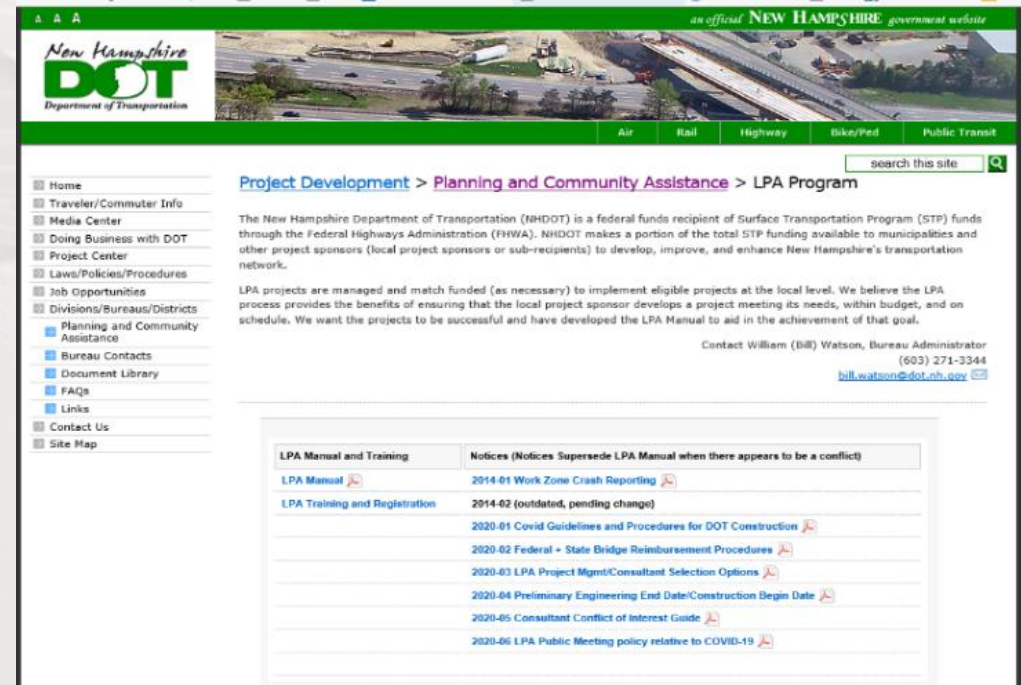 A A A
an official NEW HAMPSHIRE government website
New Hampshire
DOT
Department of Transportation
Air Rail Highway Bike/Ped Public Transit
search this site
Home
Traveler/Commuter Info
Media Center
Doing Business with DOT
Project Center
Laws/Policies/Procedures
Job Opportunities
Divisions/Bureaus/Districts
Planning and Community
Assistance
Bureau Contacts
Document Library
FAQs
Links
Contact Us
Site Map
Project Development > Planning and Community Assistance > LPA Program
The New Hampshire Department of Transportation (NHDOT) is a federal funds recipient of Surface Transportation Program (STP) funds
through the Federal Highways Administration (FHWA). NHDOT makes a portion of the total STP funding available to municipalities and
other project sponsors (local project sponsors or sub-recipients) to develop, improve, and enhance New Hampshire's transportation
network.
LPA projects are managed and match funded (as necessary) to implement eligible projects at the local level. We believe the LPA
process provides the benefits of ensuring that the local project sponsor develops a project meeting its needs, within budget, and on
schedule. We want the projects to be successful and have developed the LPA Manual to aid in the achievement of that goal.
Contact William (Bill) Watson, Bureau Administrator
(603) 271-3344
bill.watson@dot.nh.gov
LPA Manual and Training Notices (Notices Supersede LPA Manual when there appears to be a conflict)
LPA Manual 2014-01 Work Zone Crash Reporting
LPA Training and Registration 2014-02 (outdated, pending change)
2020-01 Covid Guidelines and Procedures for DOT Construction
2020-02 Federal + State Bridge Reimbursement Procedures
2020-03 LPA Project Mgmt/Consultant Selection Options
2020-04 Preliminary Engineering End Date/Construction Begin Date
2020-05 Consultant Conflict of Interest Guide
2020-06 LPA Public Meeting policy relative to COVID-19